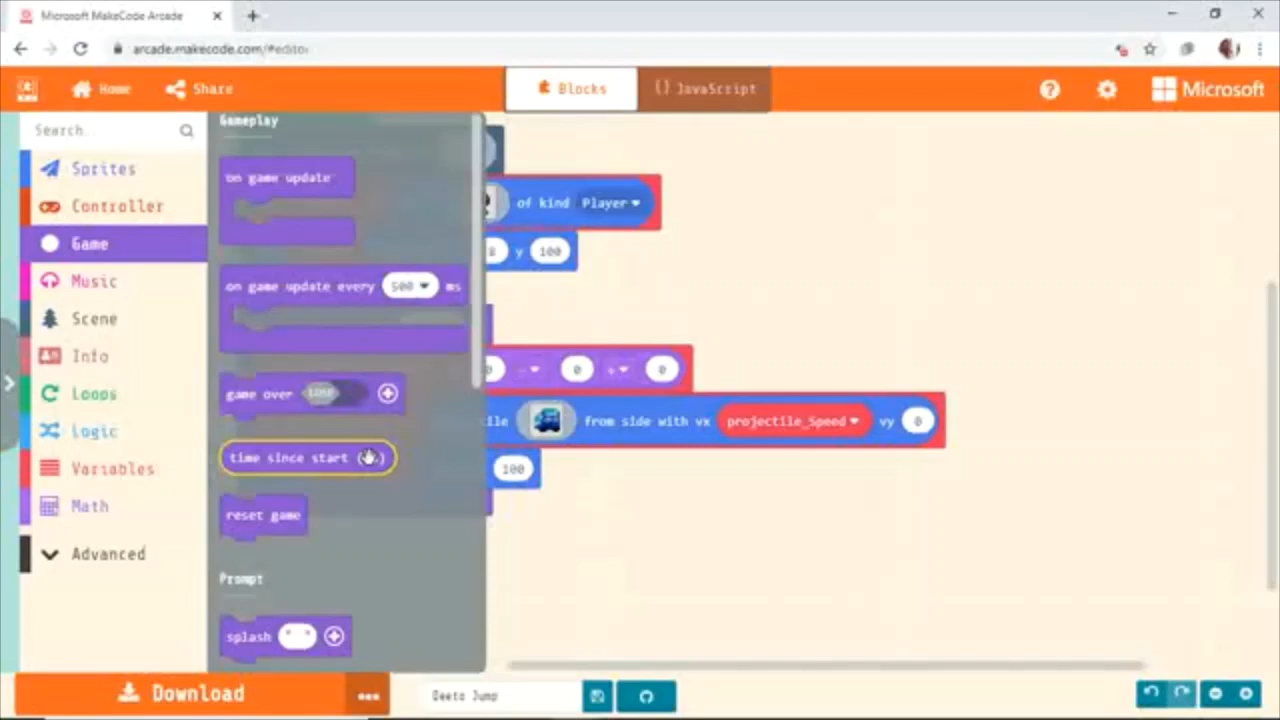 Microsoft MakeCode Arcade
arcade.makecode.com/#editor
Home
Share
Blocks
{} JavaScript
Microsoft
Search...
Sprites
Controller
Game
Music
Scene
Info
Loops
Logic
Variables
Math
Advanced
Gameplay
on game update
on game update every 500 ms
game over
time since start (
reset game
Prompt
splash " "
of kind Player
y 100
0 - 0 + 0
ile from side with vx projectile_Speed vy 0
100
Download
Geeto Jump